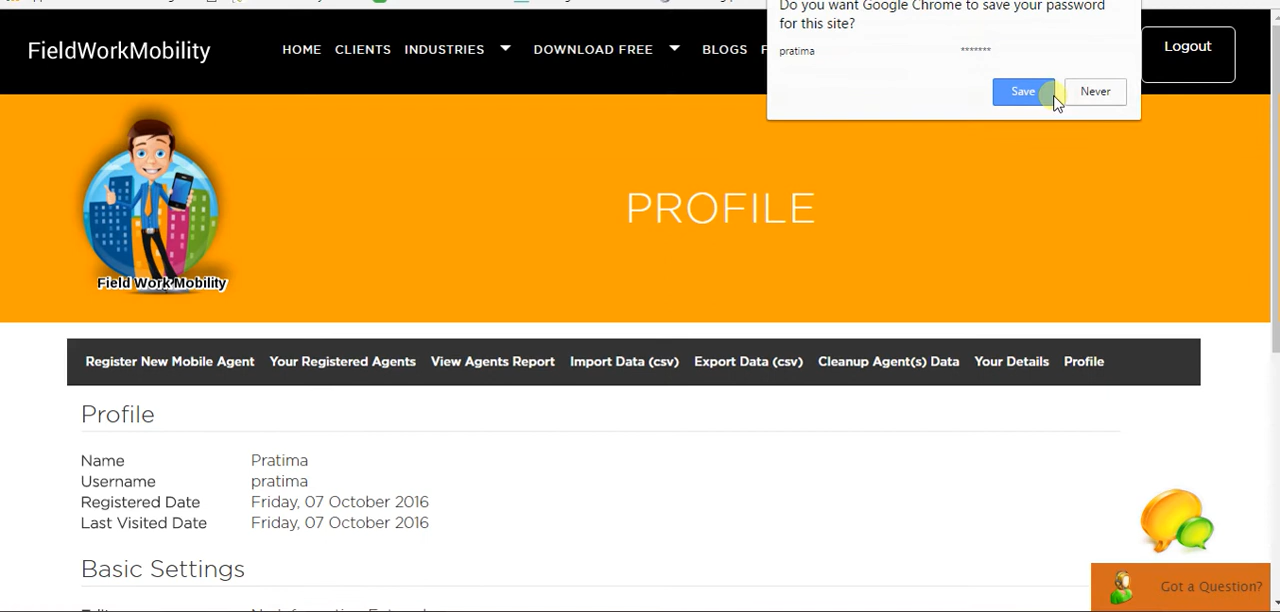 Do you want Google Chrome to save your password
for this site?
pratima *******
Save Never
FieldWorkMobility HOME CLIENTS INDUSTRIES DOWNLOAD FREE BLOGS F Logout
PROFILE
Field Work Mobility
Register New Mobile Agent Your Registered Agents View Agents Report Import Data (csv) Export Data (csv) Cleanup Agent(s) Data Your Details Profile
Profile
Name Pratima
Username pratima
Registered Date Friday, 07 October 2016
Last Visited Date Friday, 07 October 2016
Basic Settings
Got a Question?